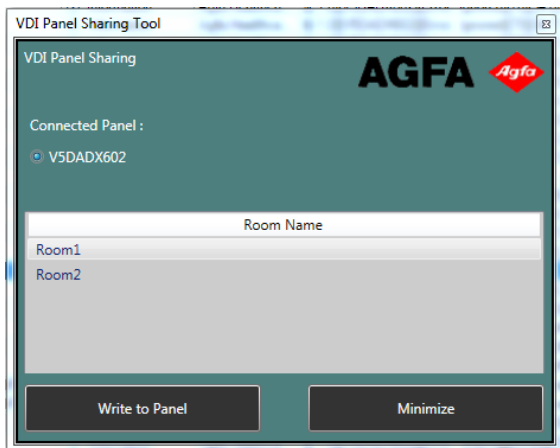 VDI Panel Sharing Tool
VDI Panel Sharing
AGFA Agfa
Connected Panel :
V5DADX602
Room Name
Room1
Room2
Write to Panel
Minimize